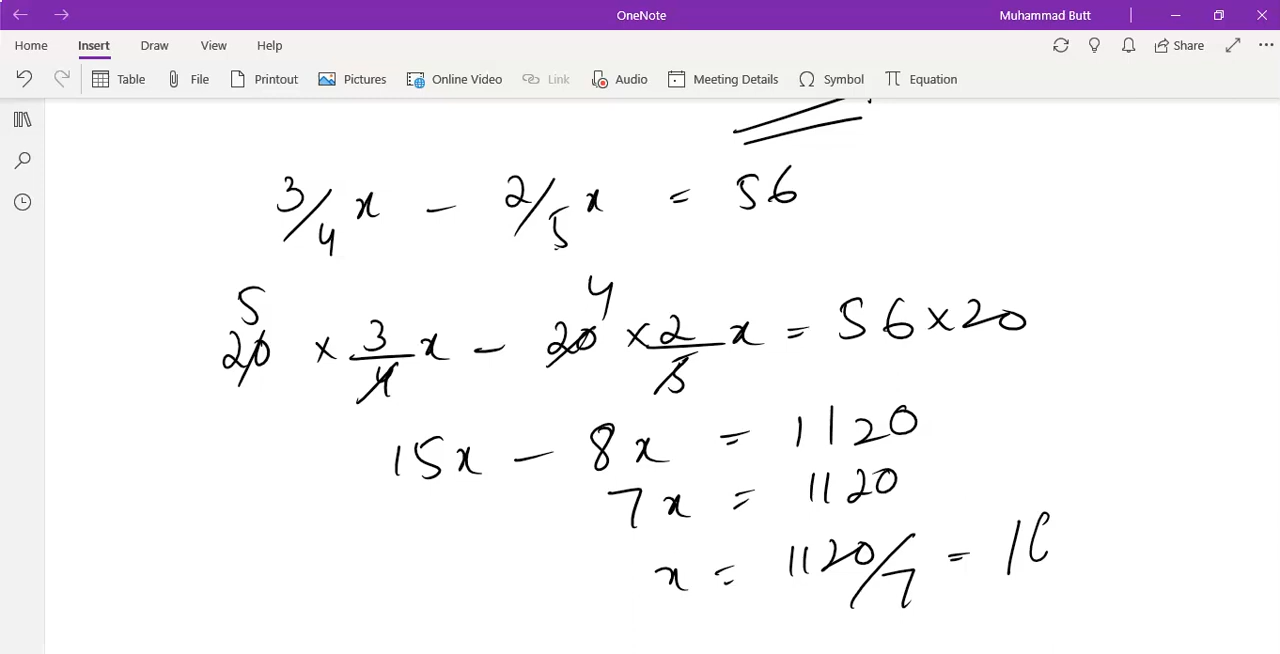 OneNote
Muhammad Butt
Home Insert Draw View Help
Share
Table File Printout Pictures Online Video Link Audio Meeting Details Symbol Equation
3/4 x - 2/5 x = 56
5 4
20 × 3/4 x - 20 × 2/5 x = 56 × 20
15x - 8x = 1120
7x = 1120
x = 1120/7 = 1